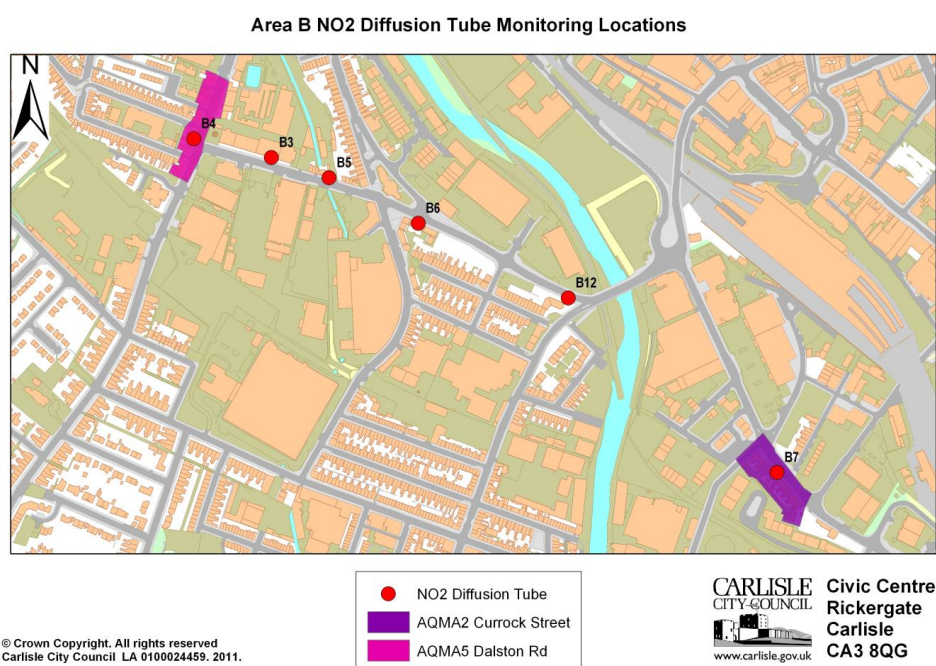 Area B NO2 Diffusion Tube Monitoring Locations
N
B4
B3
B5
B6
B12
B7
NO2 Diffusion Tube
AQMA2 Currock Street
AQMA5 Dalston Rd
© Crown Copyright. All rights reserved
Carlisle City Council LA 0100024459. 2011.
CARLISLE
CITY COUNCIL
www.carlisle.gov.uk
Civic Centre
Rickergate
Carlisle
CA3 8QG